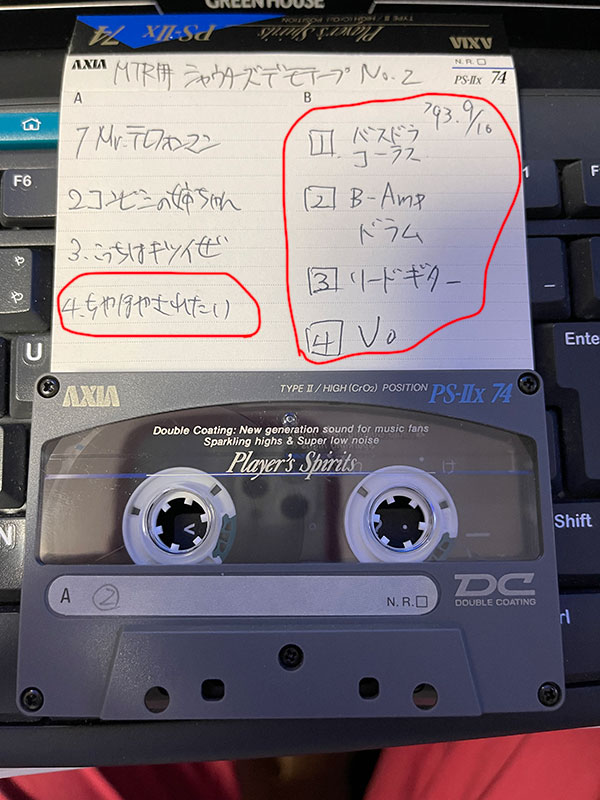 GREEN HOUSE
TYPE II / HIGH (CrO2) POSITION
PS-IIx 74
Player's Spirits
AXIA
AXIA MTR用 シャウターズデモテープ No.2
N.R.
PS-IIx 74
A
1 Mr.テレフォンマン
2 コンビニの姉ちゃん
3. こっちはキツイぜ
4. ちやほやされたい
B
'93. 9/16
1 バスドラ
コーラス
2 B-Amp
ドラム
3 リードギター
4 Vo
F6
U
Enter
Shift
AXIA
TYPE II / HIGH (CrO2) POSITION PS-IIx 74
Double Coating: New generation sound for music fans
Sparkling highs & Super low noise
Player's Spirits
A ②
N.R.
DC
DOUBLE COATING